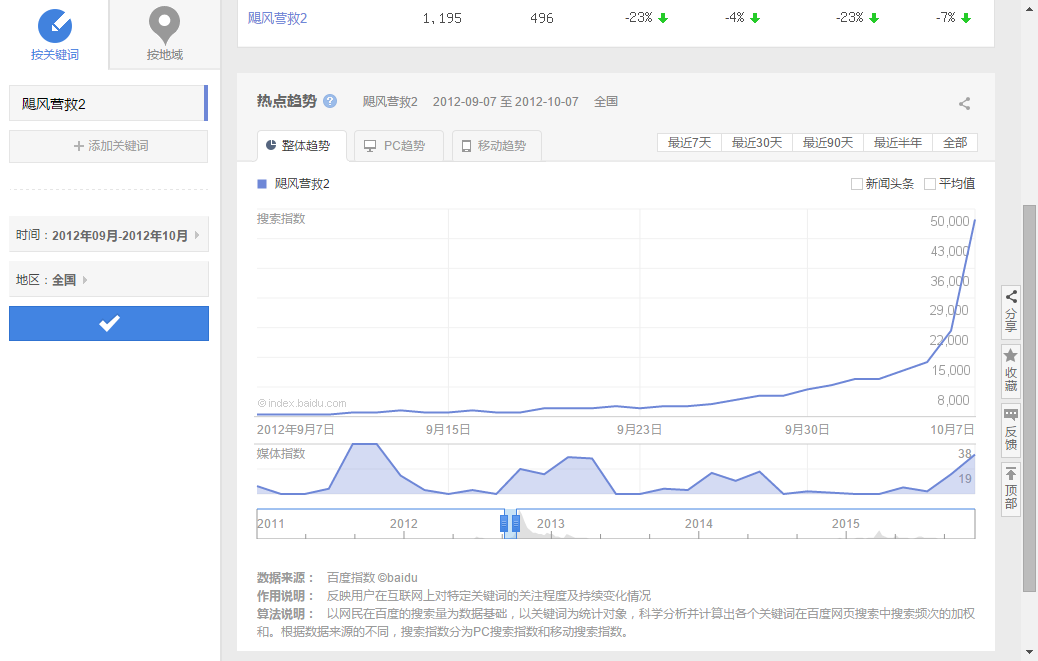 飓风营救2 1,195 496 -23% -4% -23% -7%
按关键词 按地域
飓风营救2
添加关键词
时间：2012年09月-2012年10月
地区：全国
热点趋势 ? 飓风营救2 2012-09-07 至 2012-10-07 全国
整体趋势 PC趋势 移动趋势 最近7天 最近30天 最近90天 最近半年 全部
飓风营救2 新闻头条 平均值
搜索指数
50,000
43,000
36,000
29,000
22,000
15,000
8,000
©index.baidu.com
2012年9月7日 9月15日 9月23日 9月30日 10月7日
媒体指数
38
19
2011 2012 2013 2014 2015
数据来源： 百度指数 ©baidu
作用说明： 反映用户在互联网上对特定关键词的关注程度及持续变化情况
算法说明： 以网民在百度的搜索量为数据基础，以关键词为统计对象，科学分析并计算出各个关键词在百度网页搜索中搜索频次的加权
和。根据数据来源的不同，搜索指数分为PC搜索指数和移动搜索指数。
分享
收藏
反馈
顶部